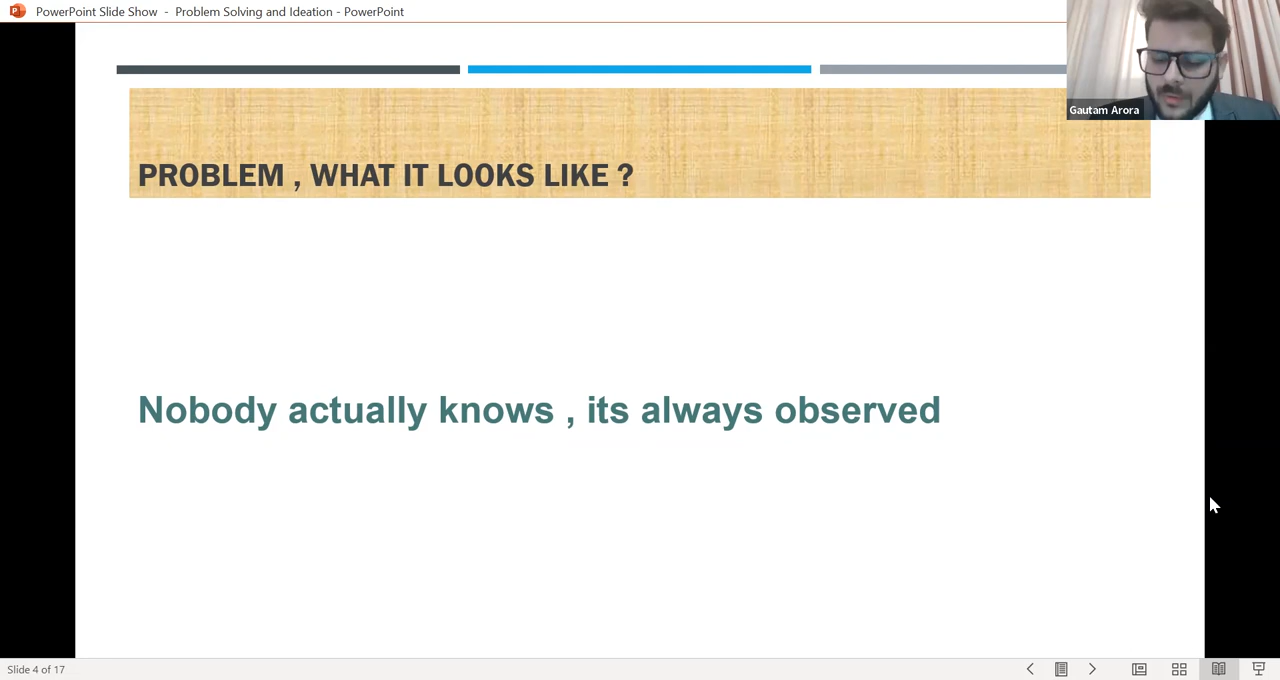 PowerPoint Slide Show - Problem Solving and Ideation - PowerPoint
Gautam Arora
PROBLEM , WHAT IT LOOKS LIKE ?
Nobody actually knows , its always observed
Slide 4 of 17